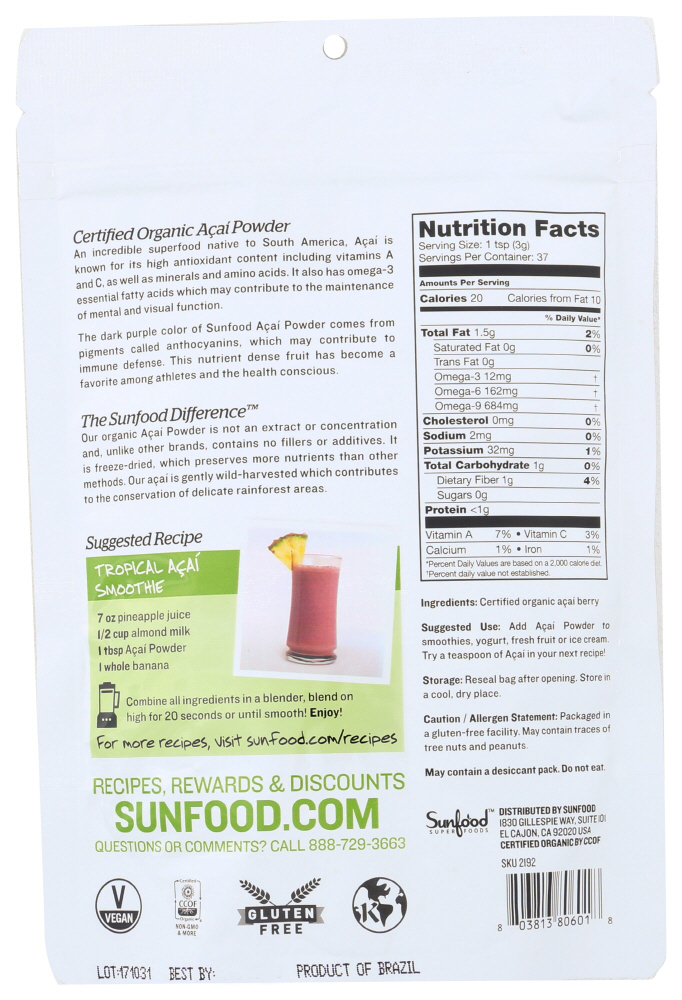 Certified Organic Açaí Powder
An incredible superfood native to South America, Açaí is
known for its high antioxidant content including vitamins A
and C, as well as minerals and amino acids. It also has omega-3
essential fatty acids which may contribute to the maintenance
of mental and visual function.
The dark purple color of Sunfood Açaí Powder comes from
pigments called anthocyanins, which may contribute to
immune defense. This nutrient dense fruit has become a
favorite among athletes and the health conscious.
The Sunfood Difference™
Our organic Açaí Powder is not an extract or concentration
and, unlike other brands, contains no fillers or additives. It
is freeze-dried, which preserves more nutrients than other
methods. Our açaí is gently wild-harvested which contributes
to the conservation of delicate rainforest areas.
Suggested Recipe
TROPICAL AÇAÍ
SMOOTHIE
7 oz pineapple juice
1/2 cup almond milk
1 tbsp Açaí Powder
1 whole banana
Combine all ingredients in a blender, blend on
high for 20 seconds or until smooth! Enjoy!
For more recipes, visit sunfood.com/recipes
RECIPES, REWARDS & DISCOUNTS
SUNFOOD.COM
QUESTIONS OR COMMENTS? CALL 888-729-3663
V
VEGAN
Certified
CCOF
Organic
NON-GMO
& MORE
GLUTEN
FREE
K
LOT:171031 BEST BY: PRODUCT OF BRAZIL
Nutrition Facts
Serving Size: 1 tsp (3g)
Servings Per Container: 37
Amounts Per Serving
Calories 20 Calories from Fat 10
% Daily Value*
Total Fat 1.5g 2%
Saturated Fat 0g 0%
Trans Fat 0g
Omega-3 12mg †
Omega-6 162mg †
Omega-9 684mg †
Cholesterol 0mg 0%
Sodium 2mg 0%
Potassium 32mg 1%
Total Carbohydrate 1g 0%
Dietary Fiber 1g 4%
Sugars 0g
Protein <1g
Vitamin A 7% • Vitamin C 3%
Calcium 1% • Iron 1%
*Percent Daily Values are based on a 2,000 calorie diet.
†Percent daily value not established.
Ingredients: Certified organic açaí berry
Suggested Use: Add Açaí Powder to
smoothies, yogurt, fresh fruit or ice cream.
Try a teaspoon of Açaí in your next recipe!
Storage: Reseal bag after opening. Store in
a cool, dry place.
Caution / Allergen Statement: Packaged in
a gluten-free facility. May contain traces of
tree nuts and peanuts.
May contain a desiccant pack. Do not eat.
Sunfood™
SUPERFOODS
DISTRIBUTED BY SUNFOOD
1830 GILLESPIE WAY, SUITE 101
EL CAJON, CA 92020 USA
CERTIFIED ORGANIC BY CCOF
SKU 2192
8 03813 80601 8